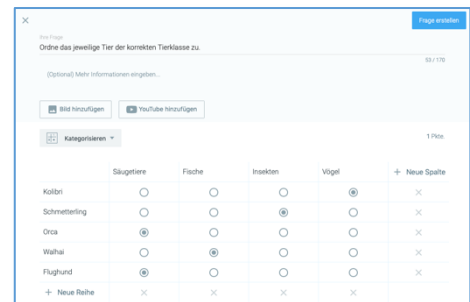 Frage erstellen
Ihre Frage
Ordne das jeweilige Tier der korrekten Tierklasse zu.
53 / 170
(Optional) Mehr Informationen eingeben...
Bild hinzufügen YouTube hinzufügen
Kategorisieren 1 Pkte.
Säugetiere Fische Insekten Vögel + Neue Spalte
Kolibri
Schmetterling
Orca
Walhai
Flughund
+ Neue Reihe